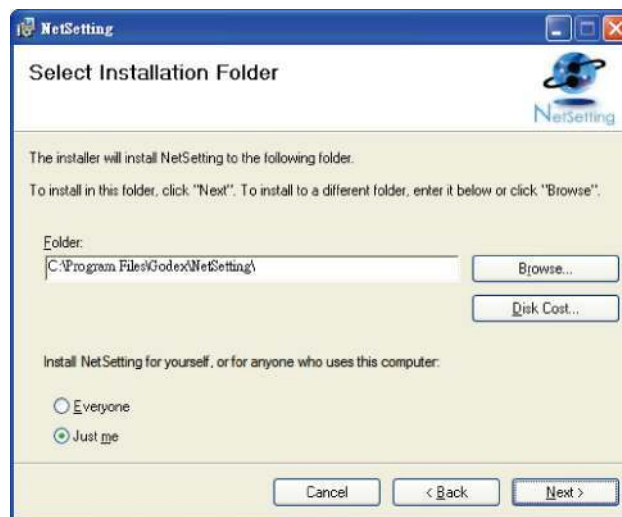 NetSetting
Select Installation Folder
NetSetting
The installer will install NetSetting to the following folder.
To install in this folder, click "Next". To install to a different folder, enter it below or click "Browse".
Folder:
C:\Program Files\Godex\NetSetting\
Browse...
Disk Cost...
Install NetSetting for yourself, or for anyone who uses this computer:
Everyone
Just me
Cancel
< Back
Next >